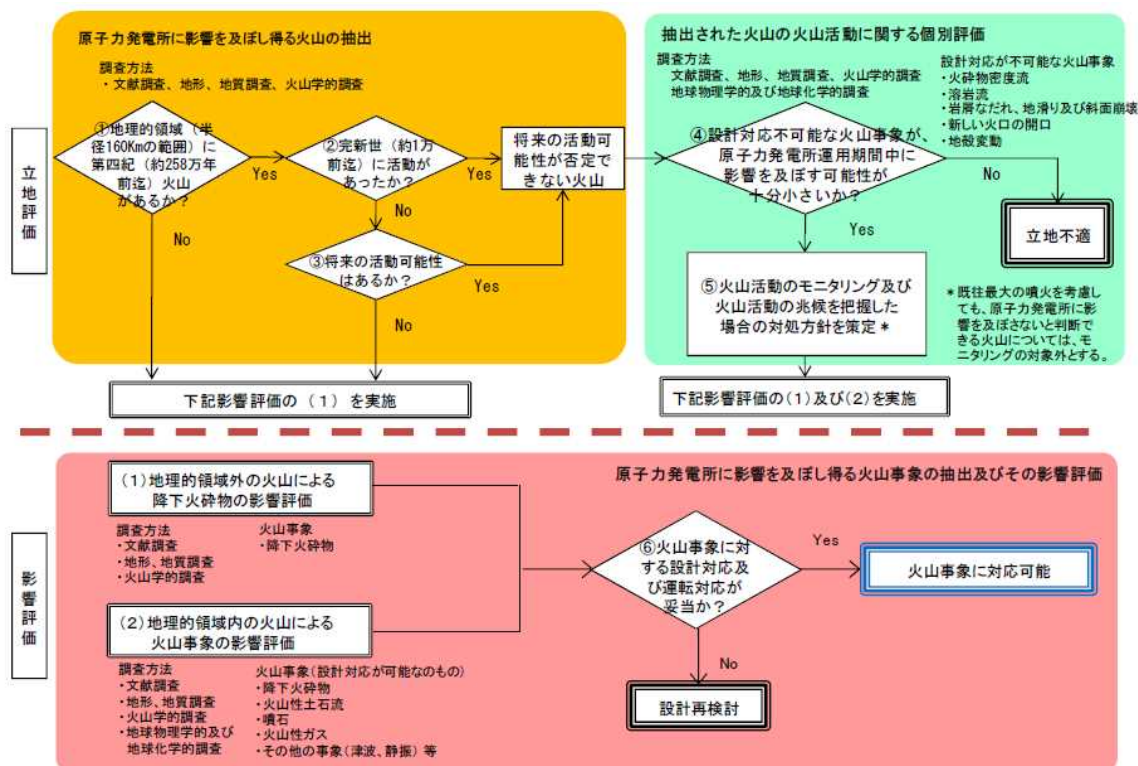 原子力発電所に影響を及ぼし得る火山の抽出
調査方法
・文献調査、地形、地質調査、火山学的調査
立地評価
①地理的領域（半
径160Kmの範囲）に
第四紀（約258万年
前迄）火山
があるか？
Yes
No
②完新世（約1万
前迄）に活動が
あったか？
Yes
No
③将来の活動可能性
はあるか？
Yes
No
将来の活動可
能性が否定で
きない火山
下記影響評価の（1）を実施
抽出された火山の火山活動に関する個別評価
調査方法
文献調査、地形、地質調査、火山学的調査
地球物理学的及び地球化学的調査
設計対応が不可能な火山事象
・火砕物密度流
・溶岩流
・岩屑なだれ、地滑り及び斜面崩壊
・新しい火口の開口
・地殻変動
④設計対応不可能な火山事象が、
原子力発電所運用期間中に
影響を及ぼす可能性が
十分小さいか？
No
Yes
立地不適
⑤火山活動のモニタリング及び
火山活動の兆候を把握した
場合の対処方針を策定＊
＊既往最大の噴火を考慮し
ても、原子力発電所に影
響を及ぼさないと判断で
きる火山については、モ
ニタリングの対象外とする。
下記影響評価の(1)及び(2)を実施
影響評価
原子力発電所に影響を及ぼし得る火山事象の抽出及びその影響評価
（1）地理的領域外の火山による
降下火砕物の影響評価
調査方法
・文献調査
・地形、地質調査
・火山学的調査
火山事象
・降下火砕物
（2）地理的領域内の火山による
火山事象の影響評価
調査方法
・文献調査
・地形、地質調査
・火山学的調査
・地球物理学的及び
地球化学的調査
火山事象（設計対応が可能なのもの）
・降下火砕物
・火山性土石流
・噴石
・火山性ガス
・その他の事象（津波、静振）等
⑥火山事象に対
する設計対応及
び運転対応が
妥当か？
Yes
火山事象に対応可能
No
設計再検討